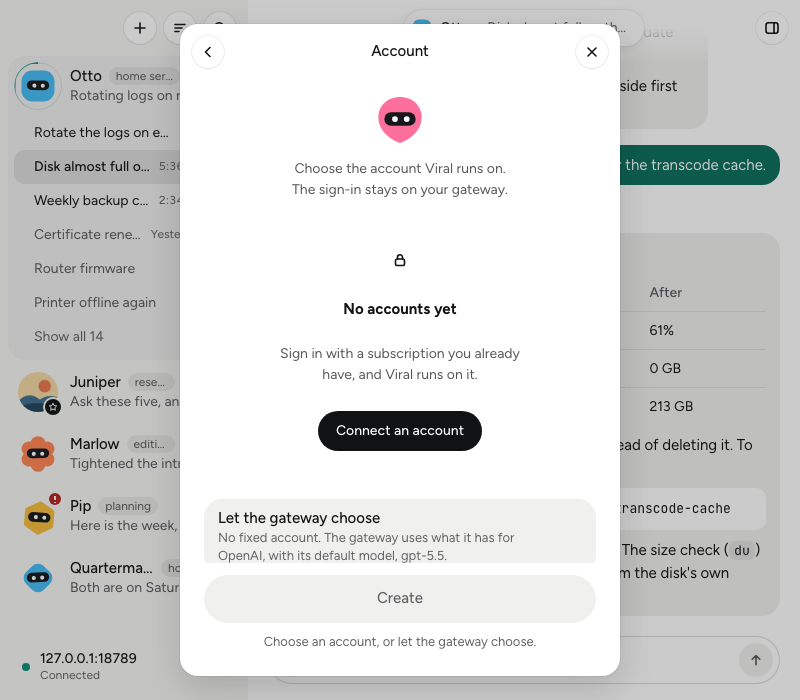 Otto
home ser...
Rotating logs on
Rotate the logs on e...
Disk almost full o...
5:36
Weekly backup c...
2:34
Certificate rene...
Yeste
Router firmware
Printer offline again
Show all 14
Juniper
rese...
Ask these five, an
Marlow
editi...
Tightened the
Pip
planning
Here is the week,
Quarterma...
Both are on Satur
127.0.0.1:18789
Connected
Account
Choose the account Viral runs on.
The sign-in stays on your gateway.
No accounts yet
Sign in with a subscription you already
have, and Viral runs on it.
Connect an account
Let the gateway choose
No fixed account. The gateway uses what it has for
OpenAI, with its default model, gpt-5.5.
Create
Choose an account, or let the gateway choose.
side first
the transcode cache.
After
61%
0 GB
213 GB
ead of deleting it. To
transcode-cache
The size check (du)
m the disk's own